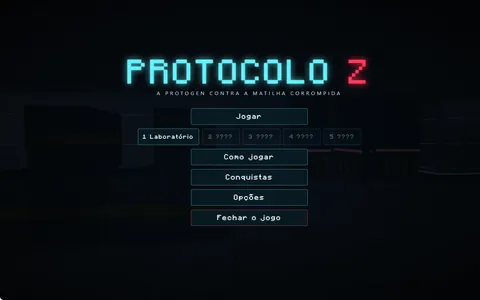 PROTOCOLO Z
A PROTOGEN CONTRA A MATILHA CORROMPIDA
Jogar
1 Laboratório 2 ???? 3 ???? 4 ???? 5 ????
Como jogar
Conquistas
Opções
Fechar o jogo